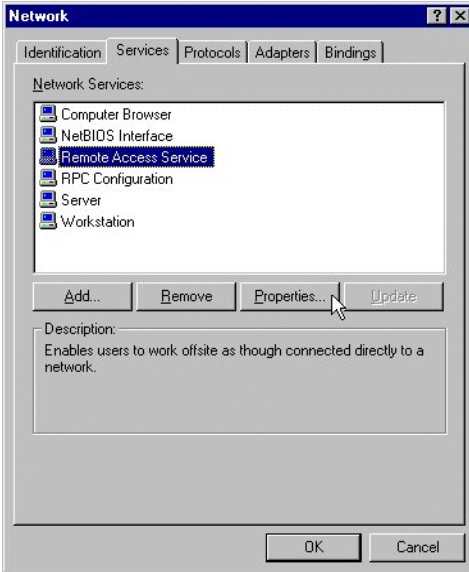 Network
Identification Services Protocols Adapters Bindings
Network Services:
Computer Browser
NetBIOS Interface
Remote Access Service
RPC Configuration
Server
Workstation
Add... Remove Properties... Update
Description:
Enables users to work offsite as though connected directly to a
network.
OK Cancel